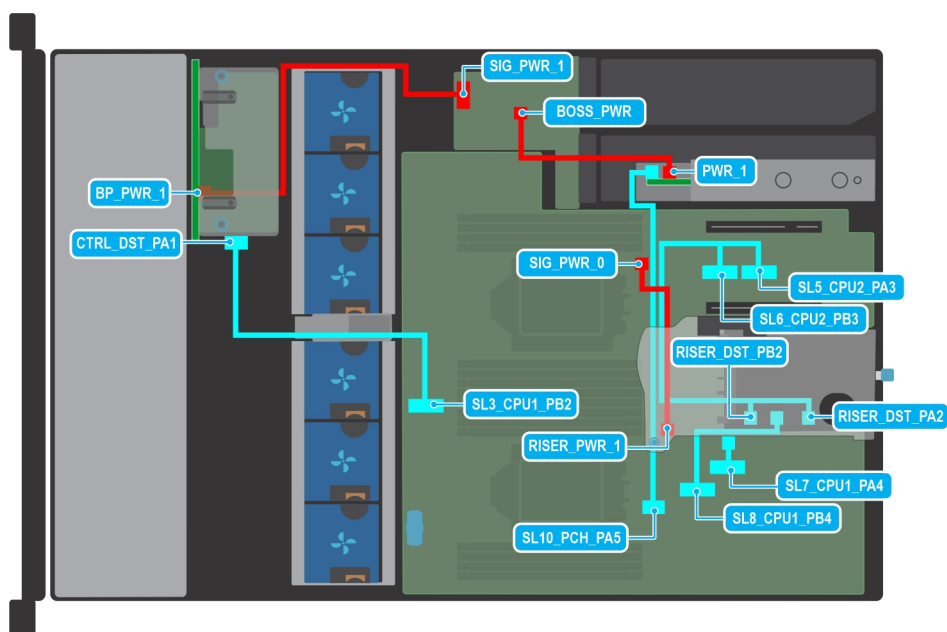 SIG_PWR_1
BOSS_PWR
PWR_1
BP_PWR_1
CTRL_DST_PA1
SIG_PWR_0
SL5_CPU2_PA3
SL6_CPU2_PB3
RISER_DST_PB2
SL3_CPU1_PB2
RISER_DST_PA2
RISER_PWR_1
SL7_CPU1_PA4
SL8_CPU1_PB4
SL10_PCH_PA5